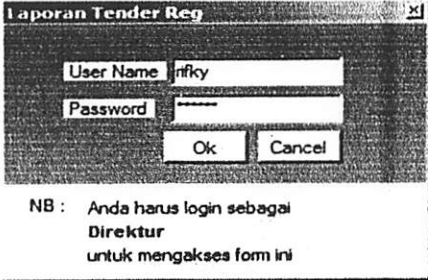 Laporan Tender Reg
User Name rifky
Password ******
Ok Cancel
NB : Anda harus login sebagai
Direktur
untuk mengakses form ini